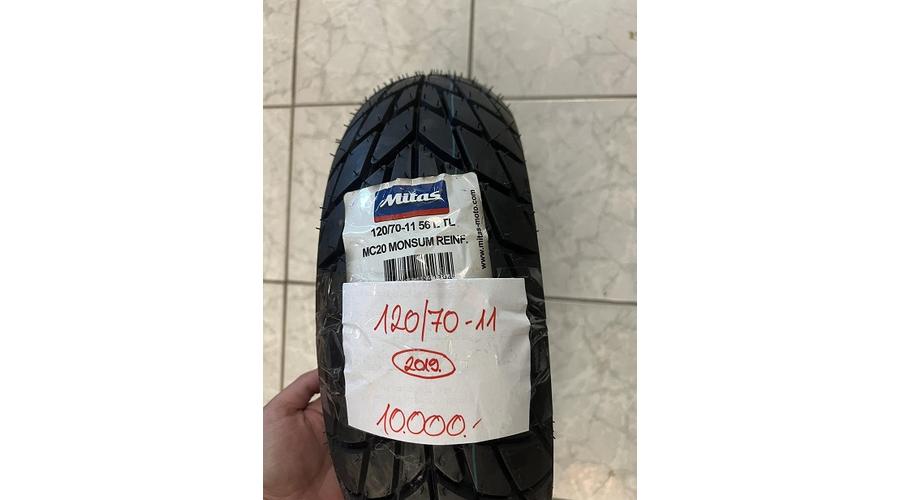 Mitas
120/70-11 56 L TL
MC20 MONSUM REINF.
www.mitas-moto.com
120/70-11
2019.
10.000.-